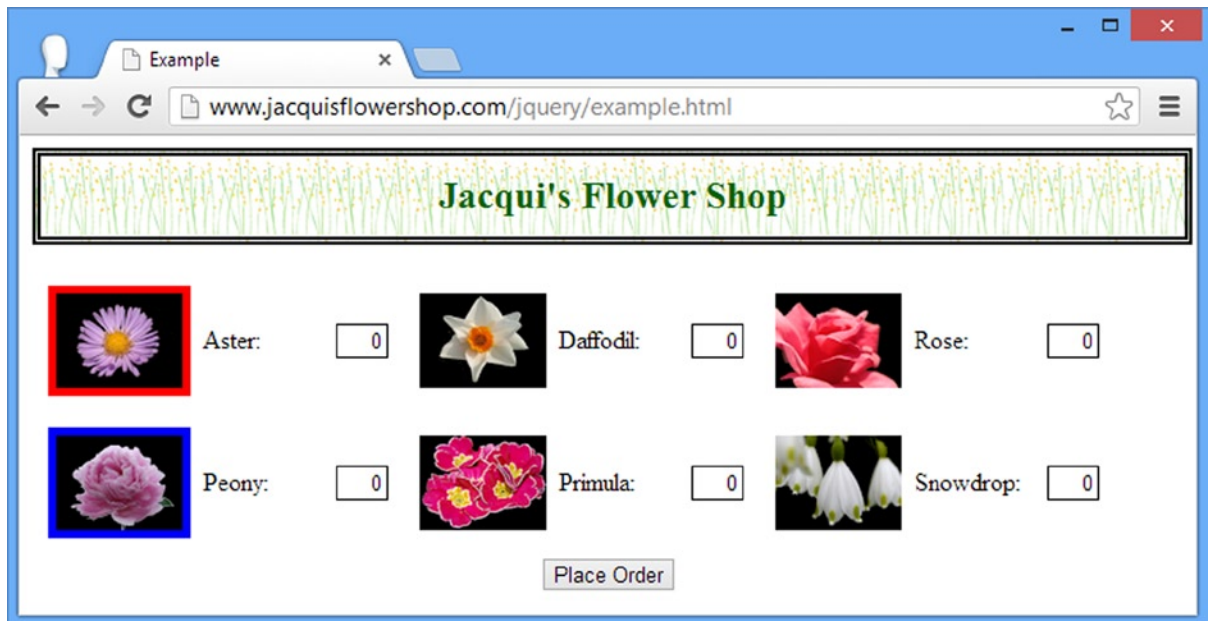 Example
www.jacquisflowershop.com/jquery/example.html
Jacqui's Flower Shop
Aster: 0 Daffodil: 0 Rose: 0
Peony: 0 Primula: 0 Snowdrop: 0
Place Order